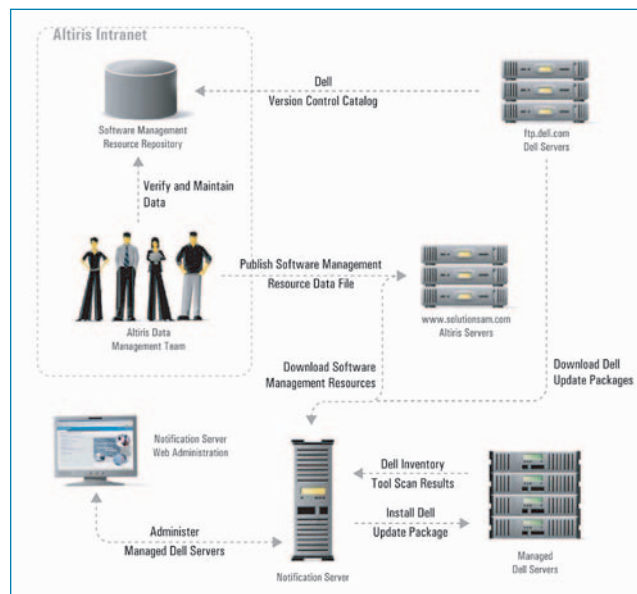 Altiris Intranet
Dell
Version Control Catalog
Software Management
Resource Repository
ftp.dell.com
Dell Servers
Verify and Maintain
Data
Publish Software Management
Resource Data File
www.solutionsam.com
Altiris Servers
Altiris Data
Management Team
Download Software
Management Resources
Download Dell
Update Packages
Notification Server
Web Administration
Dell Inventory
Tool Scan Results
Install Dell
Update Package
Administer
Managed Dell Servers
Managed
Dell Servers
Notification Server